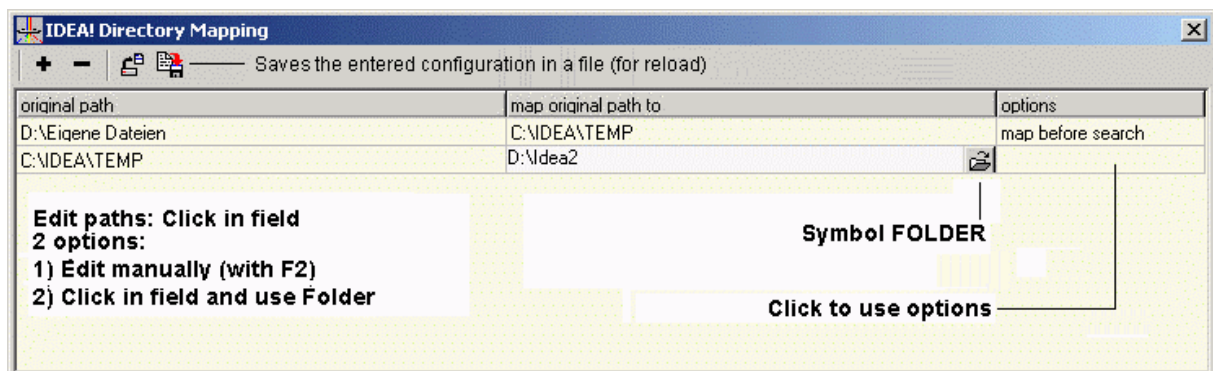 IDEA! Directory Mapping
Saves the entered configuration in a file (for reload)
original path map original path to options
D:\Eigene Dateien C:\IDEA\TEMP map before search
C:\IDEA\TEMP D:\Idea2
Edit paths: Click in field
2 options:
1) Edit manually (with F2)
2) Click in field and use Folder
Symbol FOLDER
Click to use options